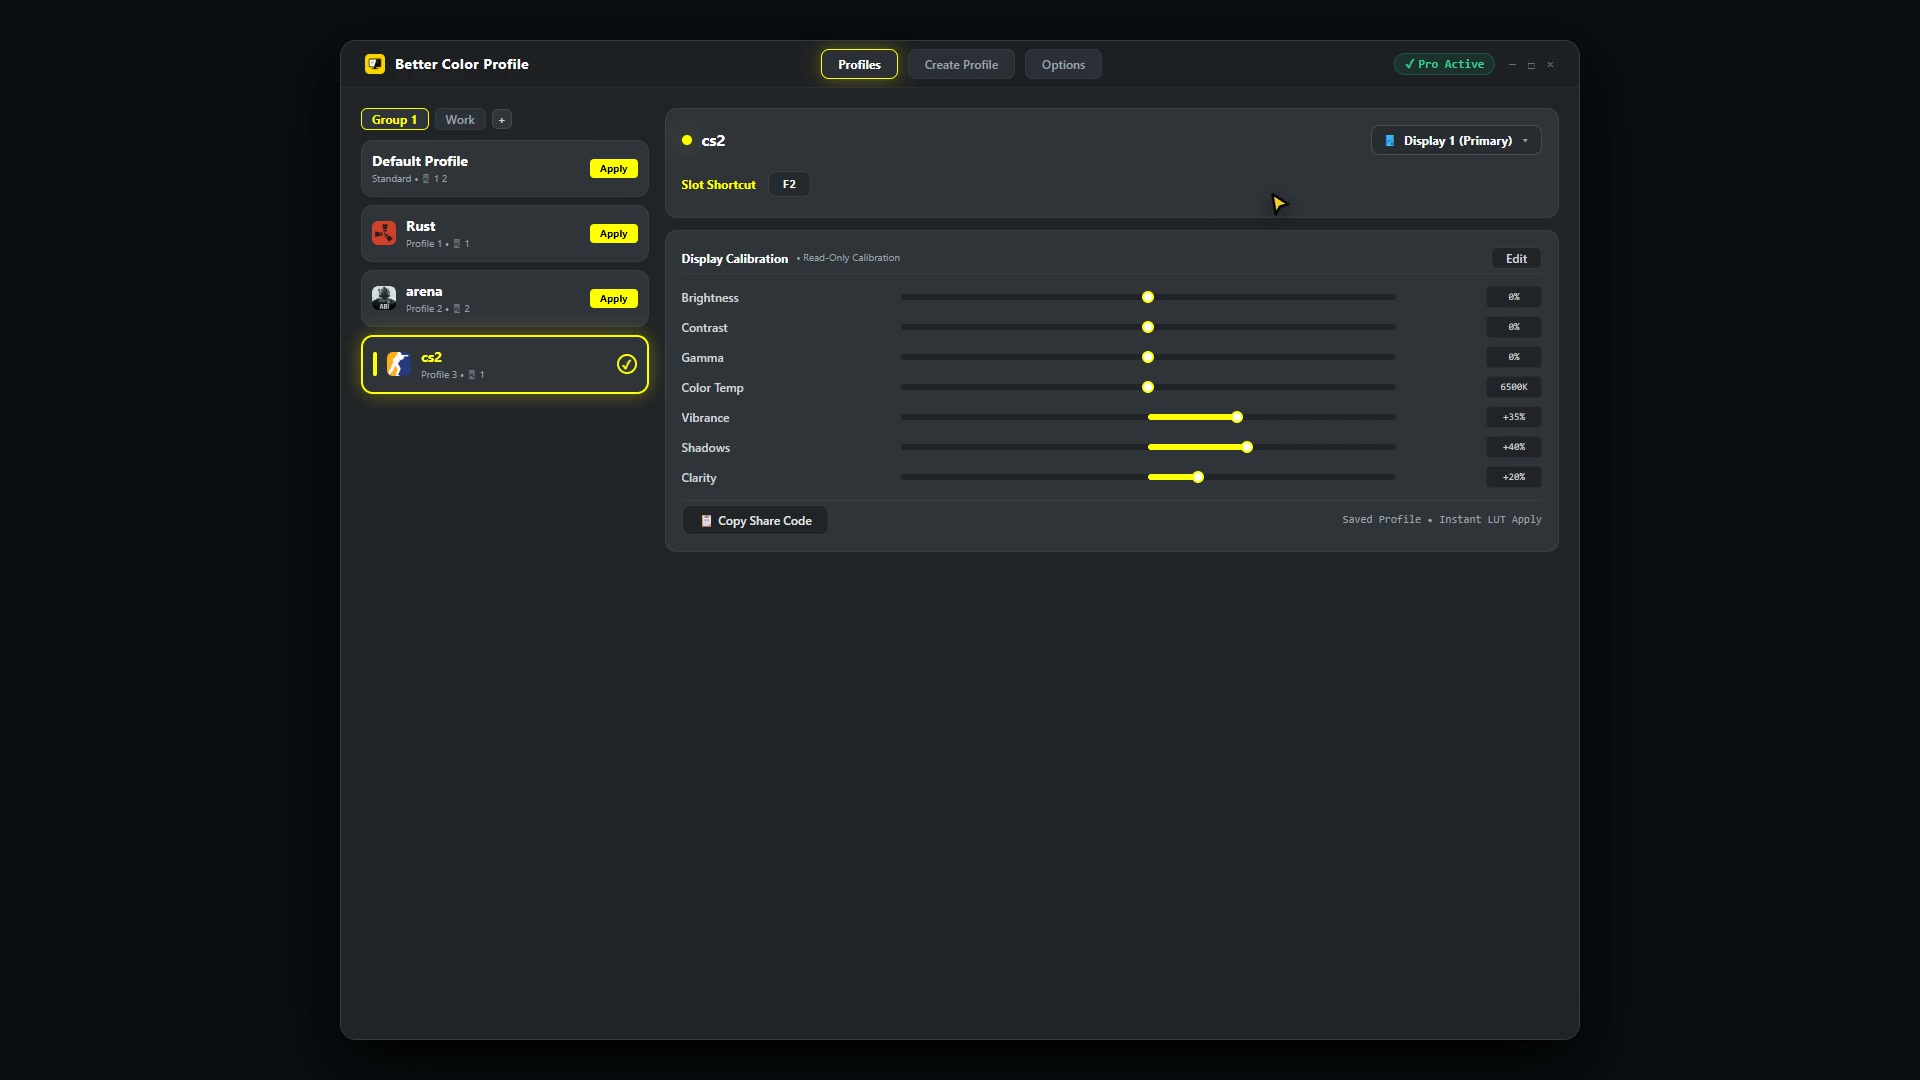 Better Color Profile
Profiles
Create Profile
Options
✓ Pro Active
Group 1
Work
+
Default Profile
Standard • 1 2
Apply
Rust
Profile 1 • 1
Apply
arena
Profile 2 • 2
Apply
ABI
cs2
Profile 3 • 1
cs2
Display 1 (Primary)
Slot Shortcut
F2
Display Calibration • Read-Only Calibration
Edit
Brightness 0%
Contrast 0%
Gamma 0%
Color Temp 6500K
Vibrance +35%
Shadows +40%
Clarity +20%
Copy Share Code
Saved Profile • Instant LUT Apply